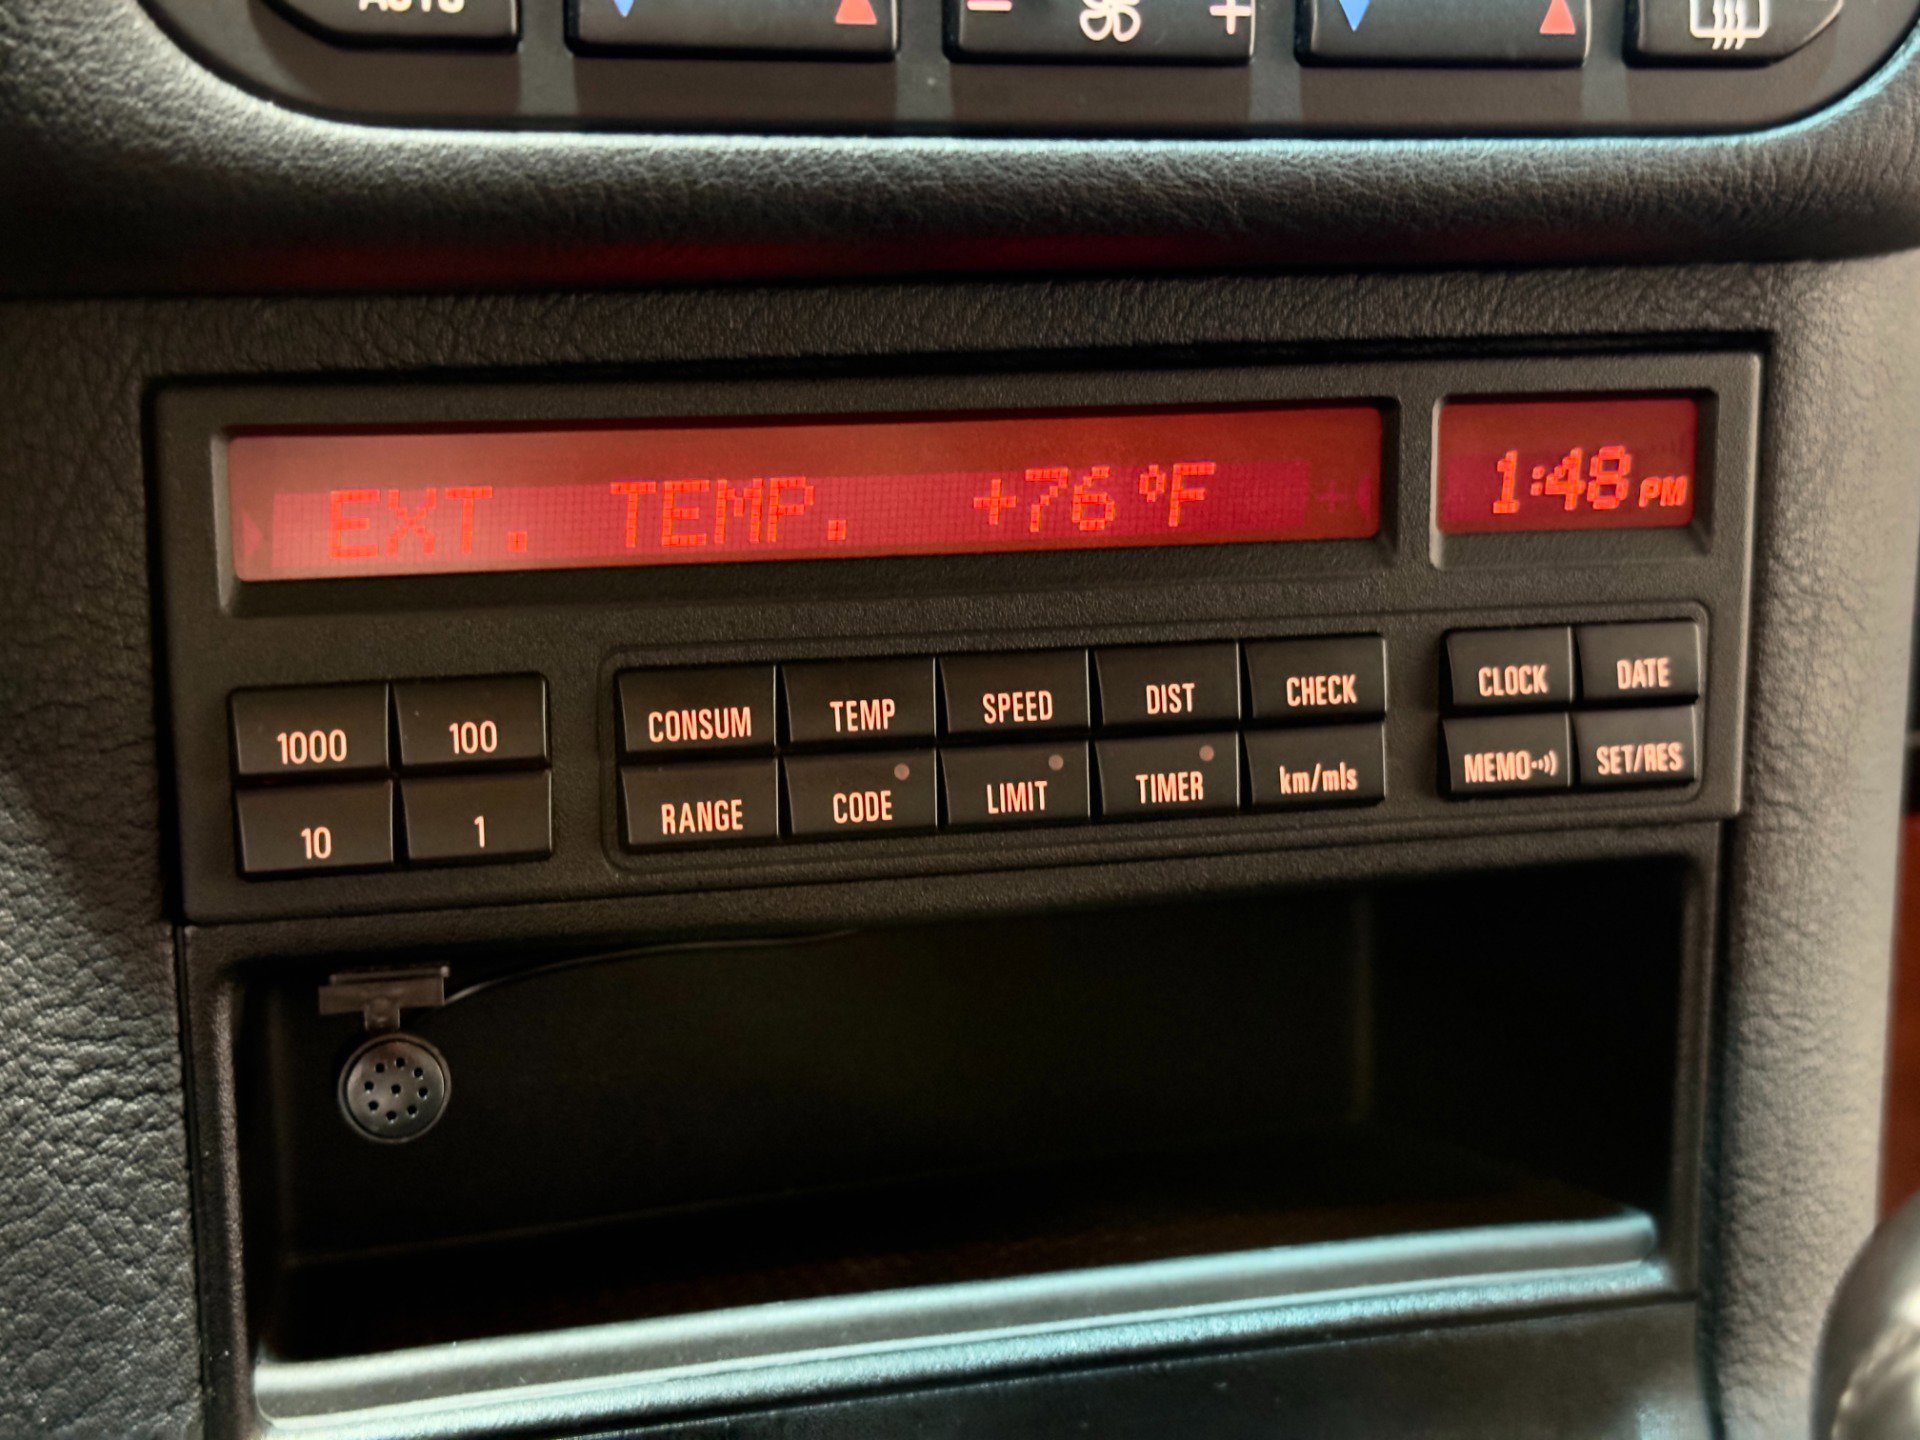 AUTO
EXT. TEMP. +76°F 1:48 PM
1000 100 CONSUM TEMP SPEED DIST CHECK CLOCK DATE
10 1 RANGE CODE LIMIT TIMER km/mls MEMO SET/RES